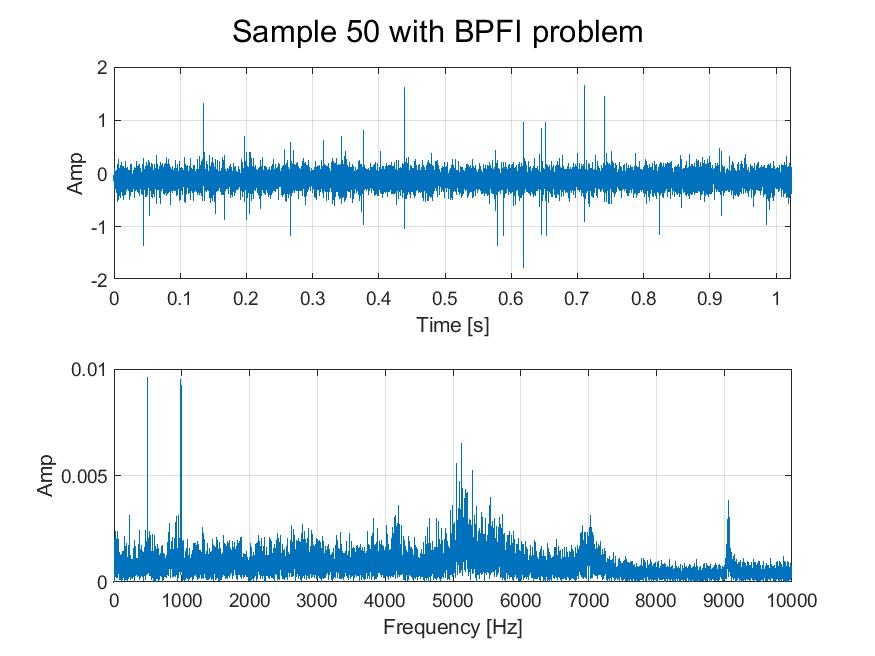 Sample 50 with BPFI problem
2
1
0
-1
-2
Amp
0 0.1 0.2 0.3 0.4 0.5 0.6 0.7 0.8 0.9 1
Time [s]
0.01
0.005
0
Amp
0 1000 2000 3000 4000 5000 6000 7000 8000 9000 10000
Frequency [Hz]